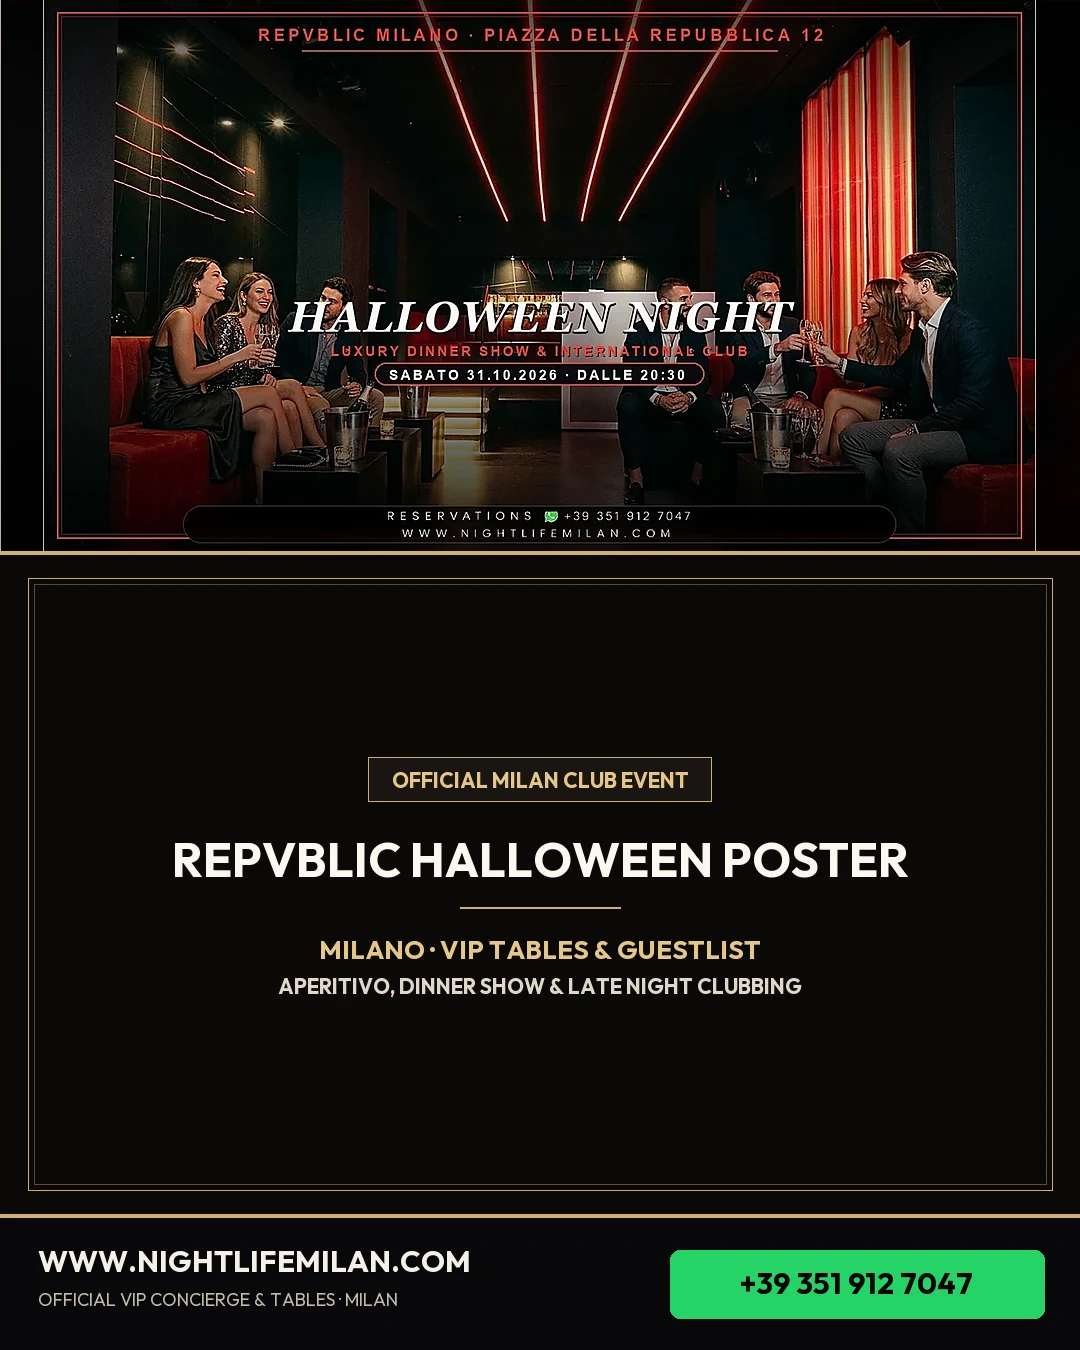 REPVBLIC MILANO · PIAZZA DELLA REPUBBLICA 12
HALLOWEEN NIGHT
LUXURY DINNER SHOW & INTERNATIONAL CLUB
SABATO 31.10.2026 · DALLE 20:30
RESERVATIONS +39 351 912 7047
WWW.NIGHTLIFEMILAN.COM
OFFICIAL MILAN CLUB EVENT
REPVBLIC HALLOWEEN POSTER
MILANO · VIP TABLES & GUESTLIST
APERITIVO, DINNER SHOW & LATE NIGHT CLUBBING
WWW.NIGHTLIFEMILAN.COM
OFFICIAL VIP CONCIERGE & TABLES · MILAN
+39 351 912 7047